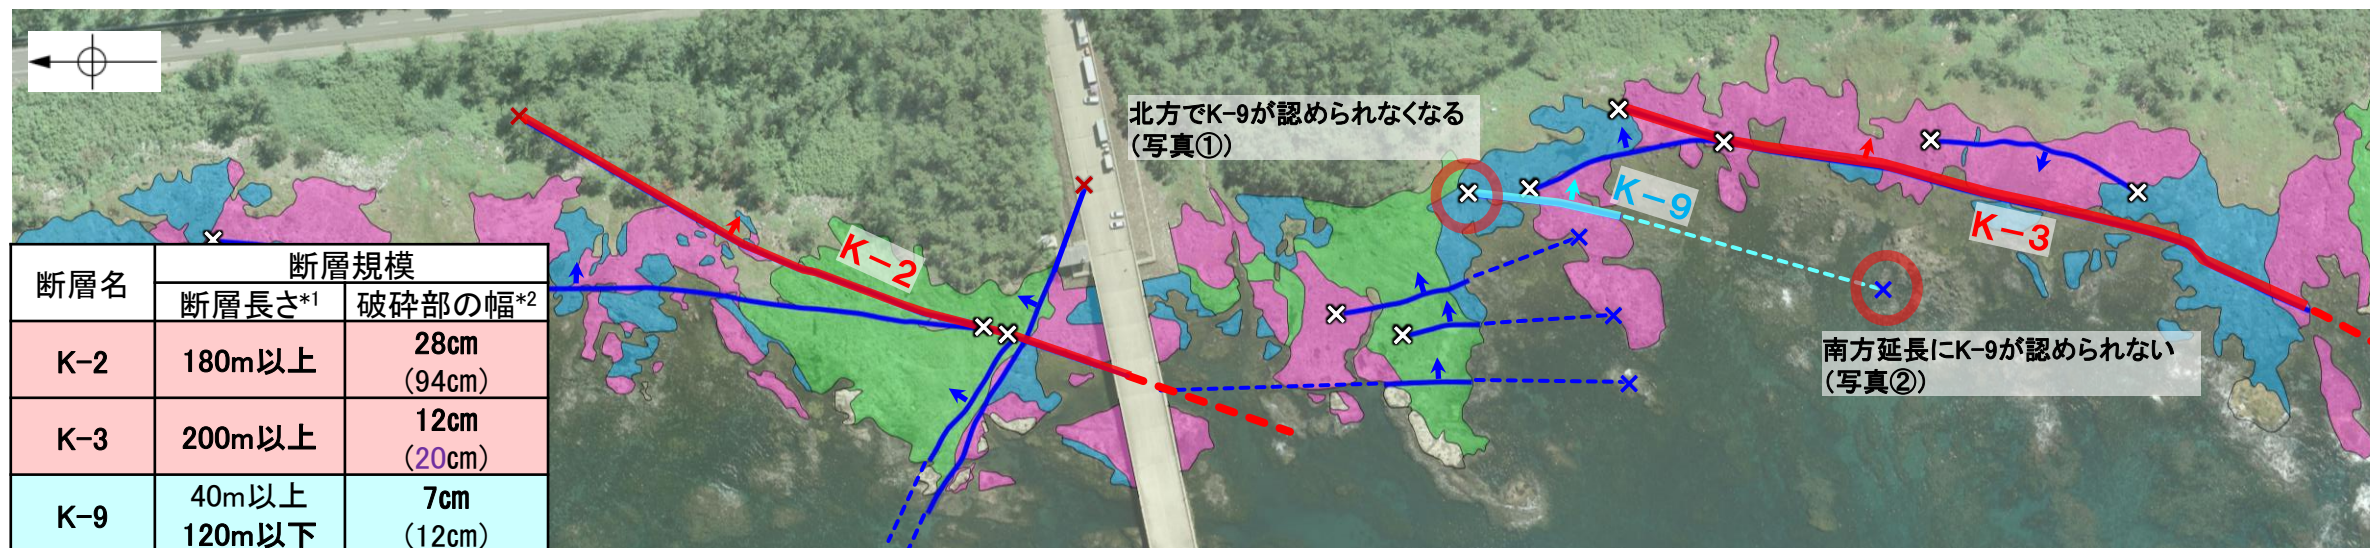 北方でK-9が認められなくなる
（写真①）
K-9
K-2
K-3
南方延長にK-9が認められない
（写真②）
断層名
断層規模
断層長さ*1
破砕部の幅*2
K-2
180m以上
28cm
(94cm)
K-3
200m以上
12cm
(20cm)
K-9
40m以上
120m以下
7cm
(12cm)